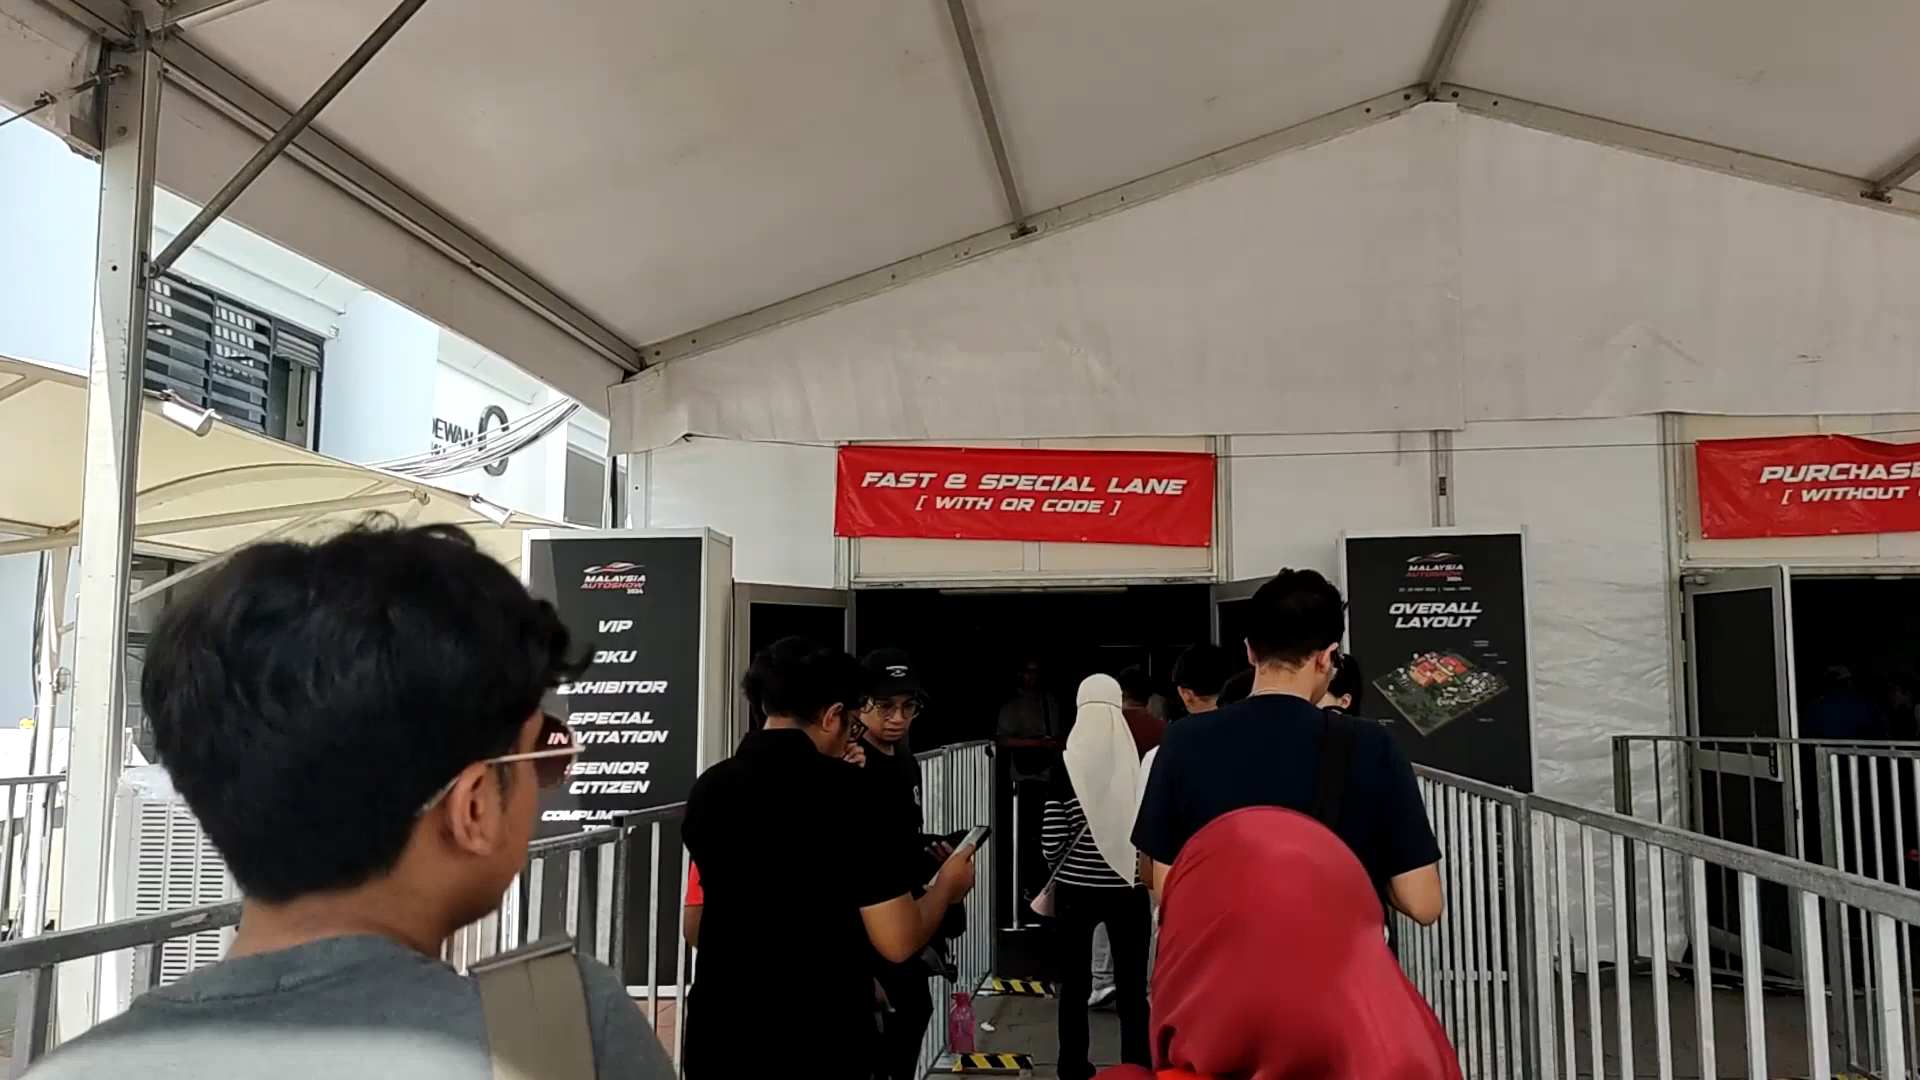 DEWAN
FAST & SPECIAL LANE
[ WITH QR CODE ]
PURCHASE
[ WITHOUT
MALAYSIA
AUTOSHOW
2024
VIP
OKU
EXHIBITOR
SPECIAL
INVITATION
SENIOR
CITIZEN
MALAYSIA
AUTOSHOW
2024
OVERALL
LAYOUT